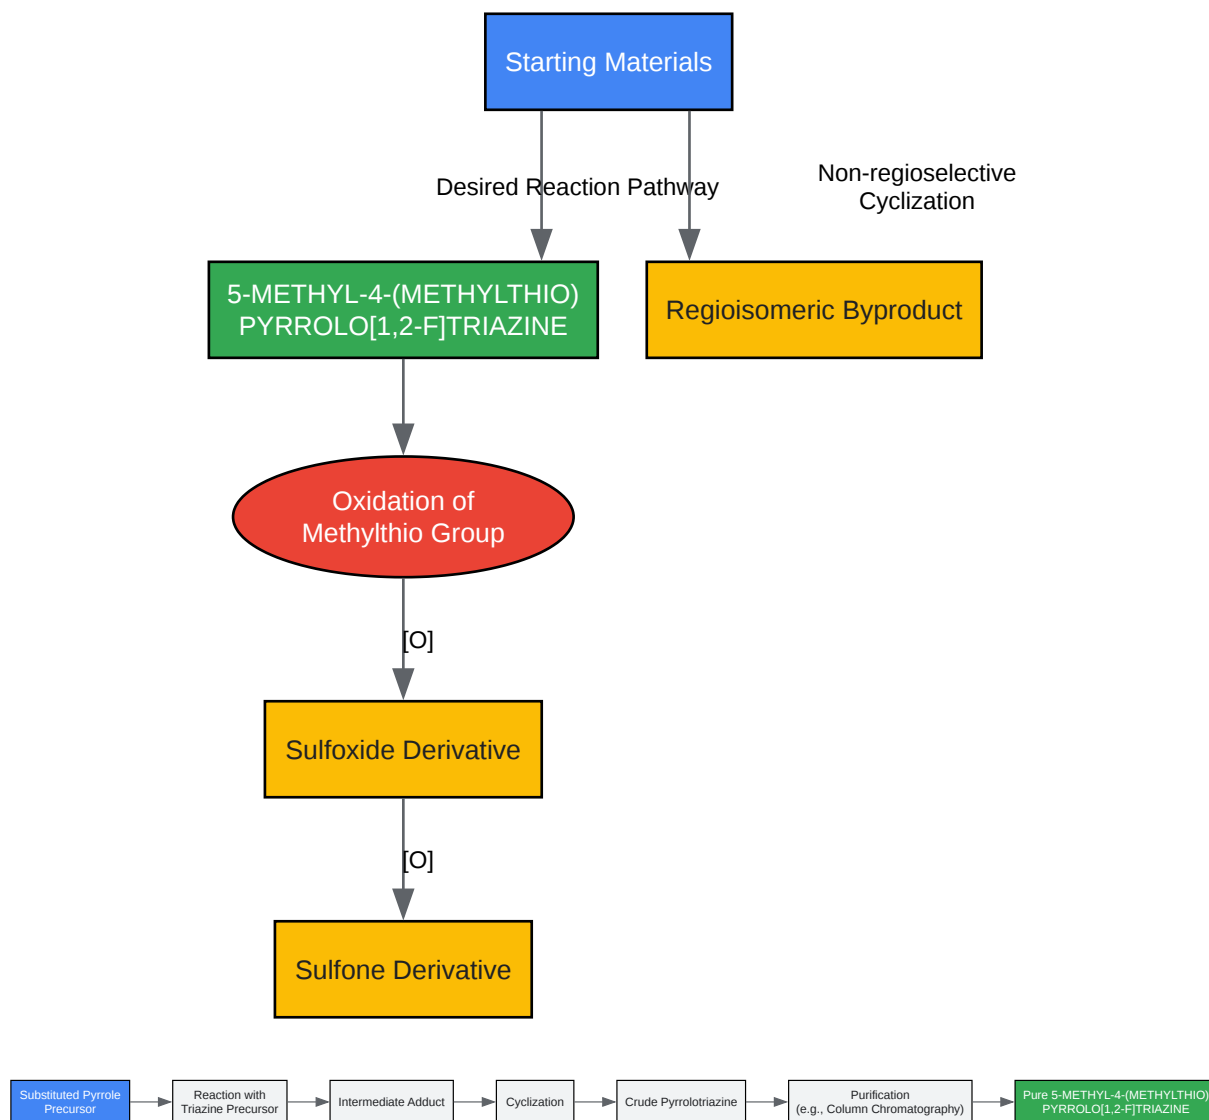 Starting Materials
Desired Reaction Pathway
Non-regioselective
Cyclization
5-METHYL-4-(METHYLTHIO)
PYRROLO[1,2-F]TRIAZINE
Regioisomeric Byproduct
Oxidation of
Methylthio Group
[O]
Sulfoxide Derivative
[O]
Sulfone Derivative
Substituted Pyrrole
Precursor
Reaction with
Triazine Precursor
Intermediate Adduct
Cyclization
Crude Pyrrolotriazine
Purification
(e.g., Column Chromatography)
Pure 5-METHYL-4-(METHYLTHIO)
PYRROLO[1,2-F]TRIAZINE